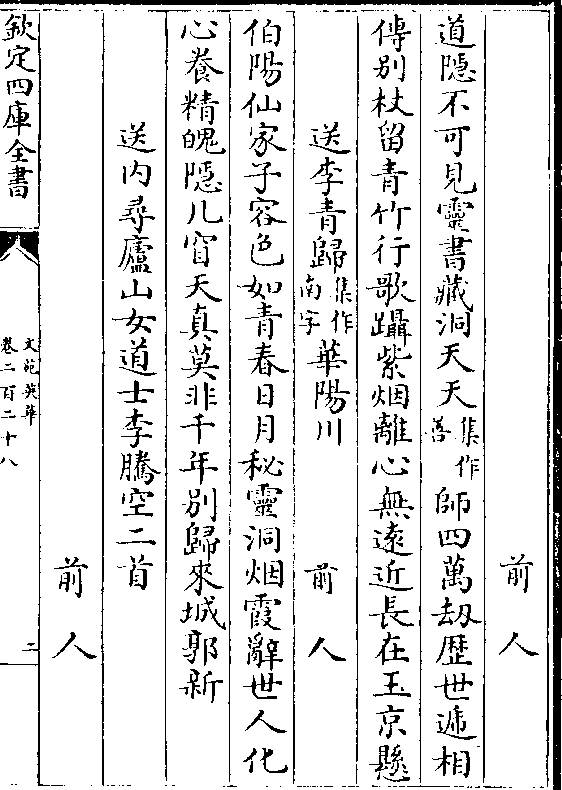 前人
道隠不可見靈書藏洞天天集作吾師四萬劫歴世遞相
傳别杖留青竹行歌躡紫烟離心無遠近長在玉京懸
送李青歸集作南字華陽川　前人
伯陽仙家子容色如青春日月秘靈洞烟霞辭世人化
心養精魄隠几窅天真莫非千年别歸來城郭新
送内尋廬山女道士李騰空二首
前人
欽定四庫全書
文苑英華
卷二百二十八
二